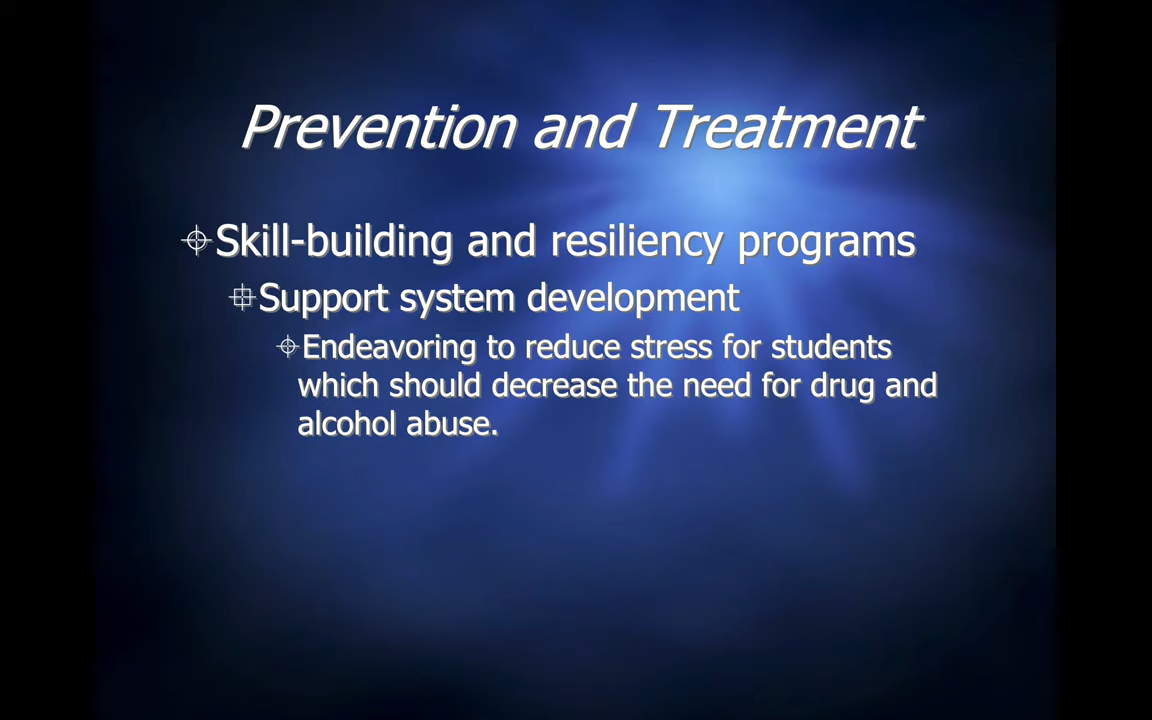 Prevention and Treatment
Skill-building and resiliency programs
Support system development
Endeavoring to reduce stress for students
which should decrease the need for drug and
alcohol abuse.